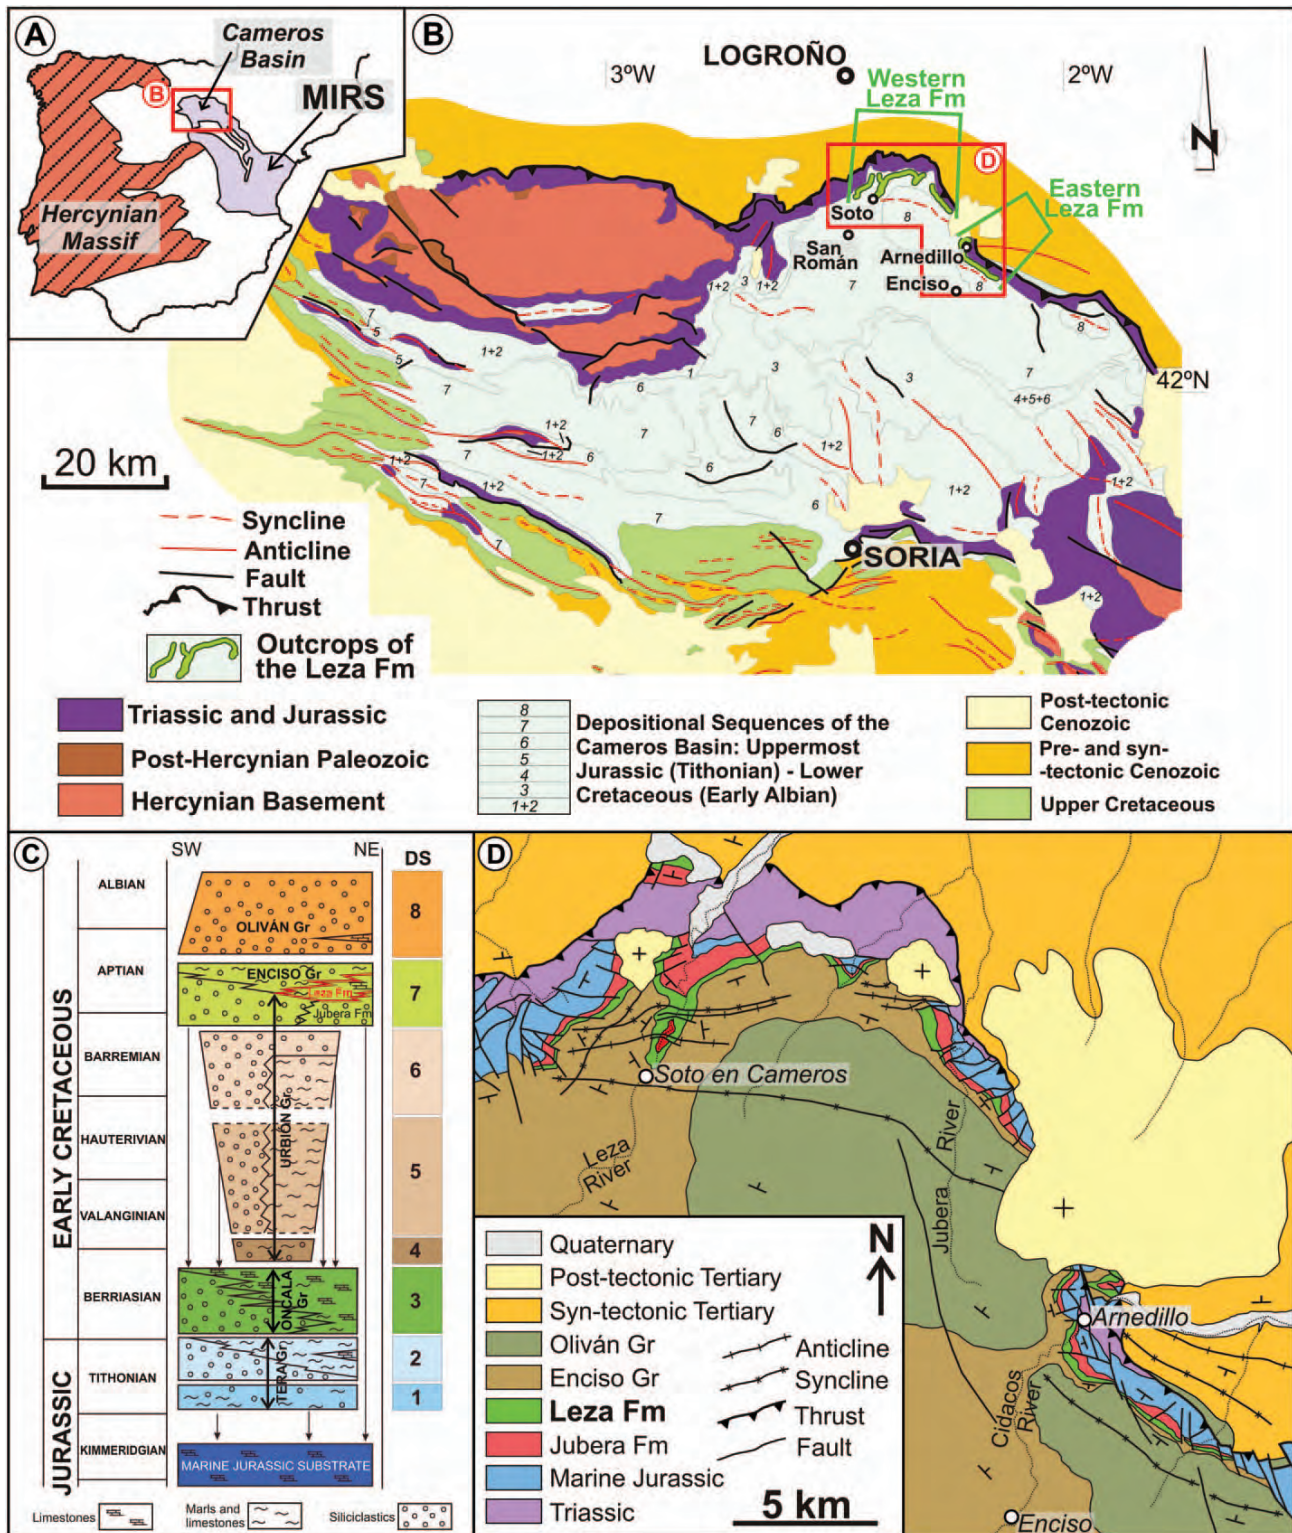 A
Cameros
Basin
B
MIRS
Hercynian
Massif
B
LOGROÑO
3ºW
2ºW
Western
Leza Fm
D
Eastern
Leza Fm
N
Soto
8
San
Román
Arnedillo
Enciso
8
7
1+2
3
1+2
8
7
5
5
1+2
7
6
1
3
3
7
4+5+6
42ºN
1+2
1+2
6
7
7
6
6
1+2
1+2
7
1+2
6
1+2
1+2
7
7
SORIA
1+2
20 km
Syncline
Anticline
Fault
Thrust
Outcrops of
the Leza Fm
Triassic and Jurassic
Post-Hercynian Paleozoic
Hercynian Basement
8
7
6
5
4
3
1+2
Depositional Sequences of the
Cameros Basin: Uppermost
Jurassic (Tithonian) - Lower
Cretaceous (Early Albian)
Post-tectonic
Cenozoic
Pre- and syn-
-tectonic Cenozoic
Upper Cretaceous
C
SW
NE
DS
EARLY CRETACEOUS
JURASSIC
ALBIAN
APTIAN
BARREMIAN
HAUTERIVIAN
VALANGINIAN
BERRIASIAN
TITHONIAN
KIMMERIDGIAN
OLIVÁN Gr
8
ENCISO Gr
Leza Fm
Jubera Fm
7
URBIÓN Gr
6
5
4
ONCALA Gr
3
TERA Gr
2
1
MARINE JURASSIC SUBSTRATE
Limestones
Marls and
limestones
Siliciclastics
D
Soto en Cameros
Leza
River
Jubera
River
Arnedillo
Cidacos
River
Enciso
Quaternary
Post-tectonic Tertiary
Syn-tectonic Tertiary
Oliván Gr
Enciso Gr
Leza Fm
Jubera Fm
Marine Jurassic
Triassic
N
Anticline
Syncline
Thrust
Fault
5 km